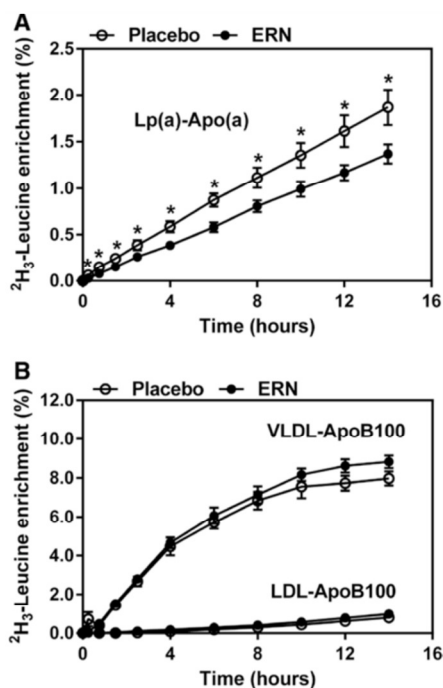 A
Placebo ERN
2.5
2.0
1.5
1.0
0.5
0.0
²H₃-Leucine enrichment (%)
Lp(a)-Apo(a)
* * * * * * * * * *
0 4 8 12 16
Time (hours)
B
Placebo ERN
12.0
10.0
8.0
6.0
4.0
2.0
0.0
²H₃-Leucine enrichment (%)
VLDL-ApoB100
LDL-ApoB100
0 4 8 12 16
Time (hours)